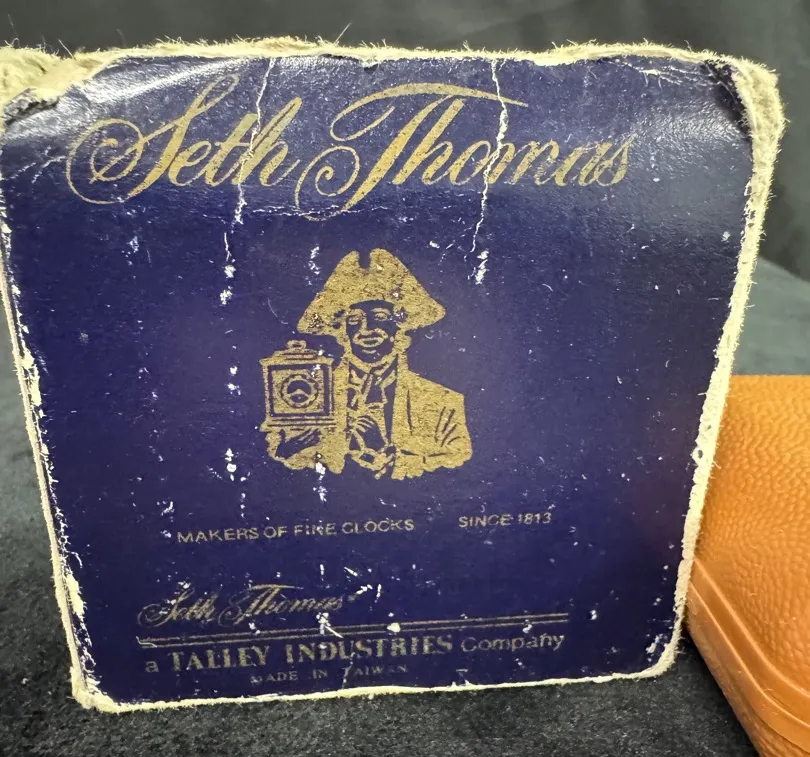 Seth Thomas
MAKERS OF FINE CLOCKS SINCE 1813
Seth Thomas
a TALLEY INDUSTRIES Company
MADE IN TAIWAN